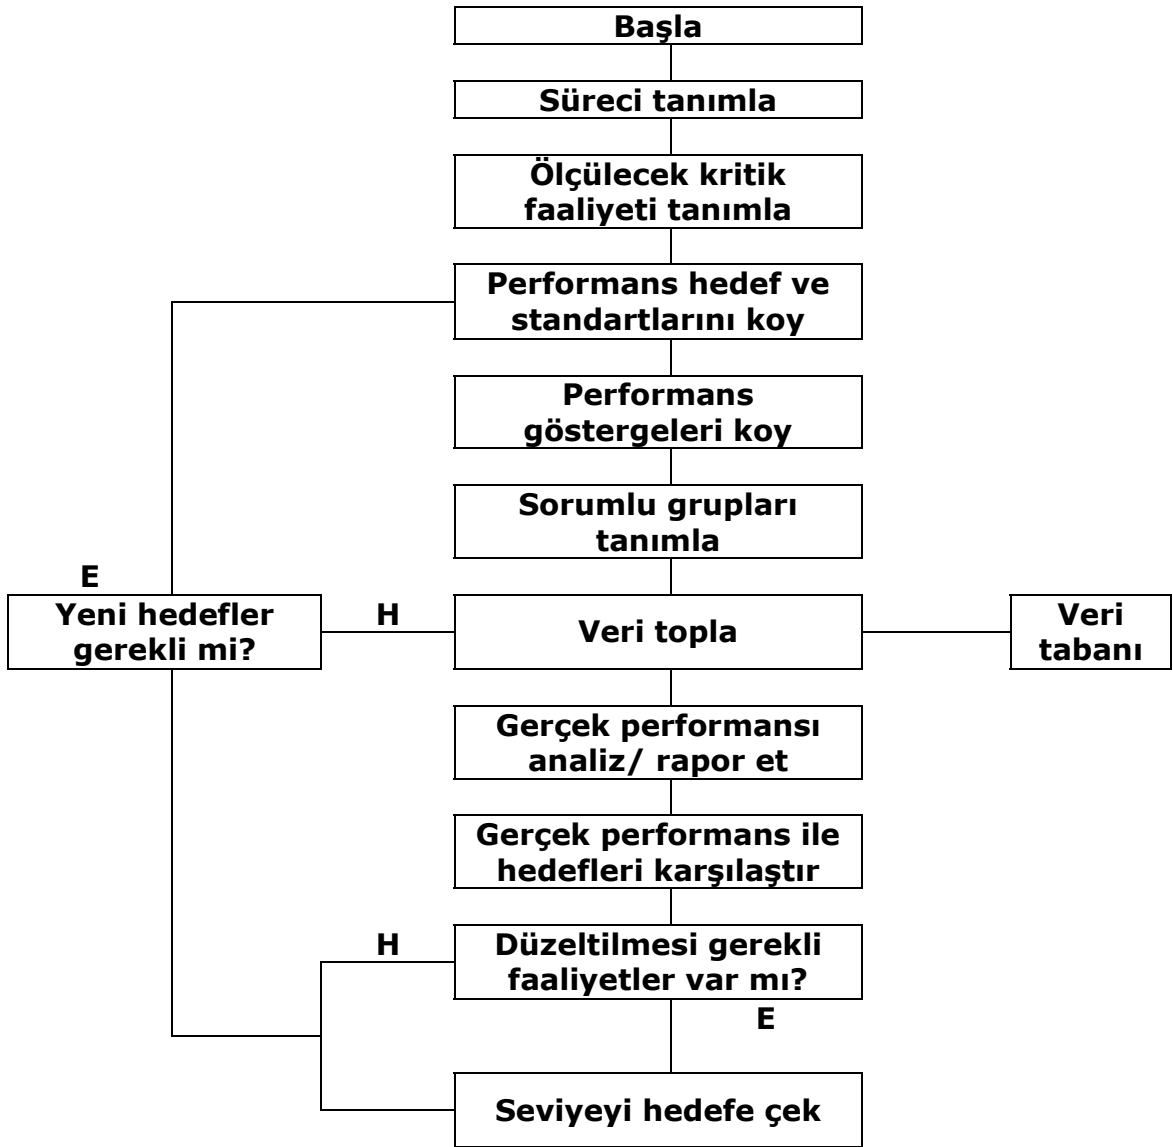 Başla
Süreci tanımla
Ölçülecek kritik
faaliyeti tanımla
Performans hedef ve
standartlarını koy
Performans
göstergeleri koy
Sorumlu grupları
tanımla
E
Yeni hedefler
gerekli mi?
H
Veri topla
Veri
tabanı
Gerçek performansı
analiz/ rapor et
Gerçek performans ile
hedefleri karşılaştır
H
Düzeltilmesi gerekli
faaliyetler var mı?
E
Seviyeyi hedefe çek